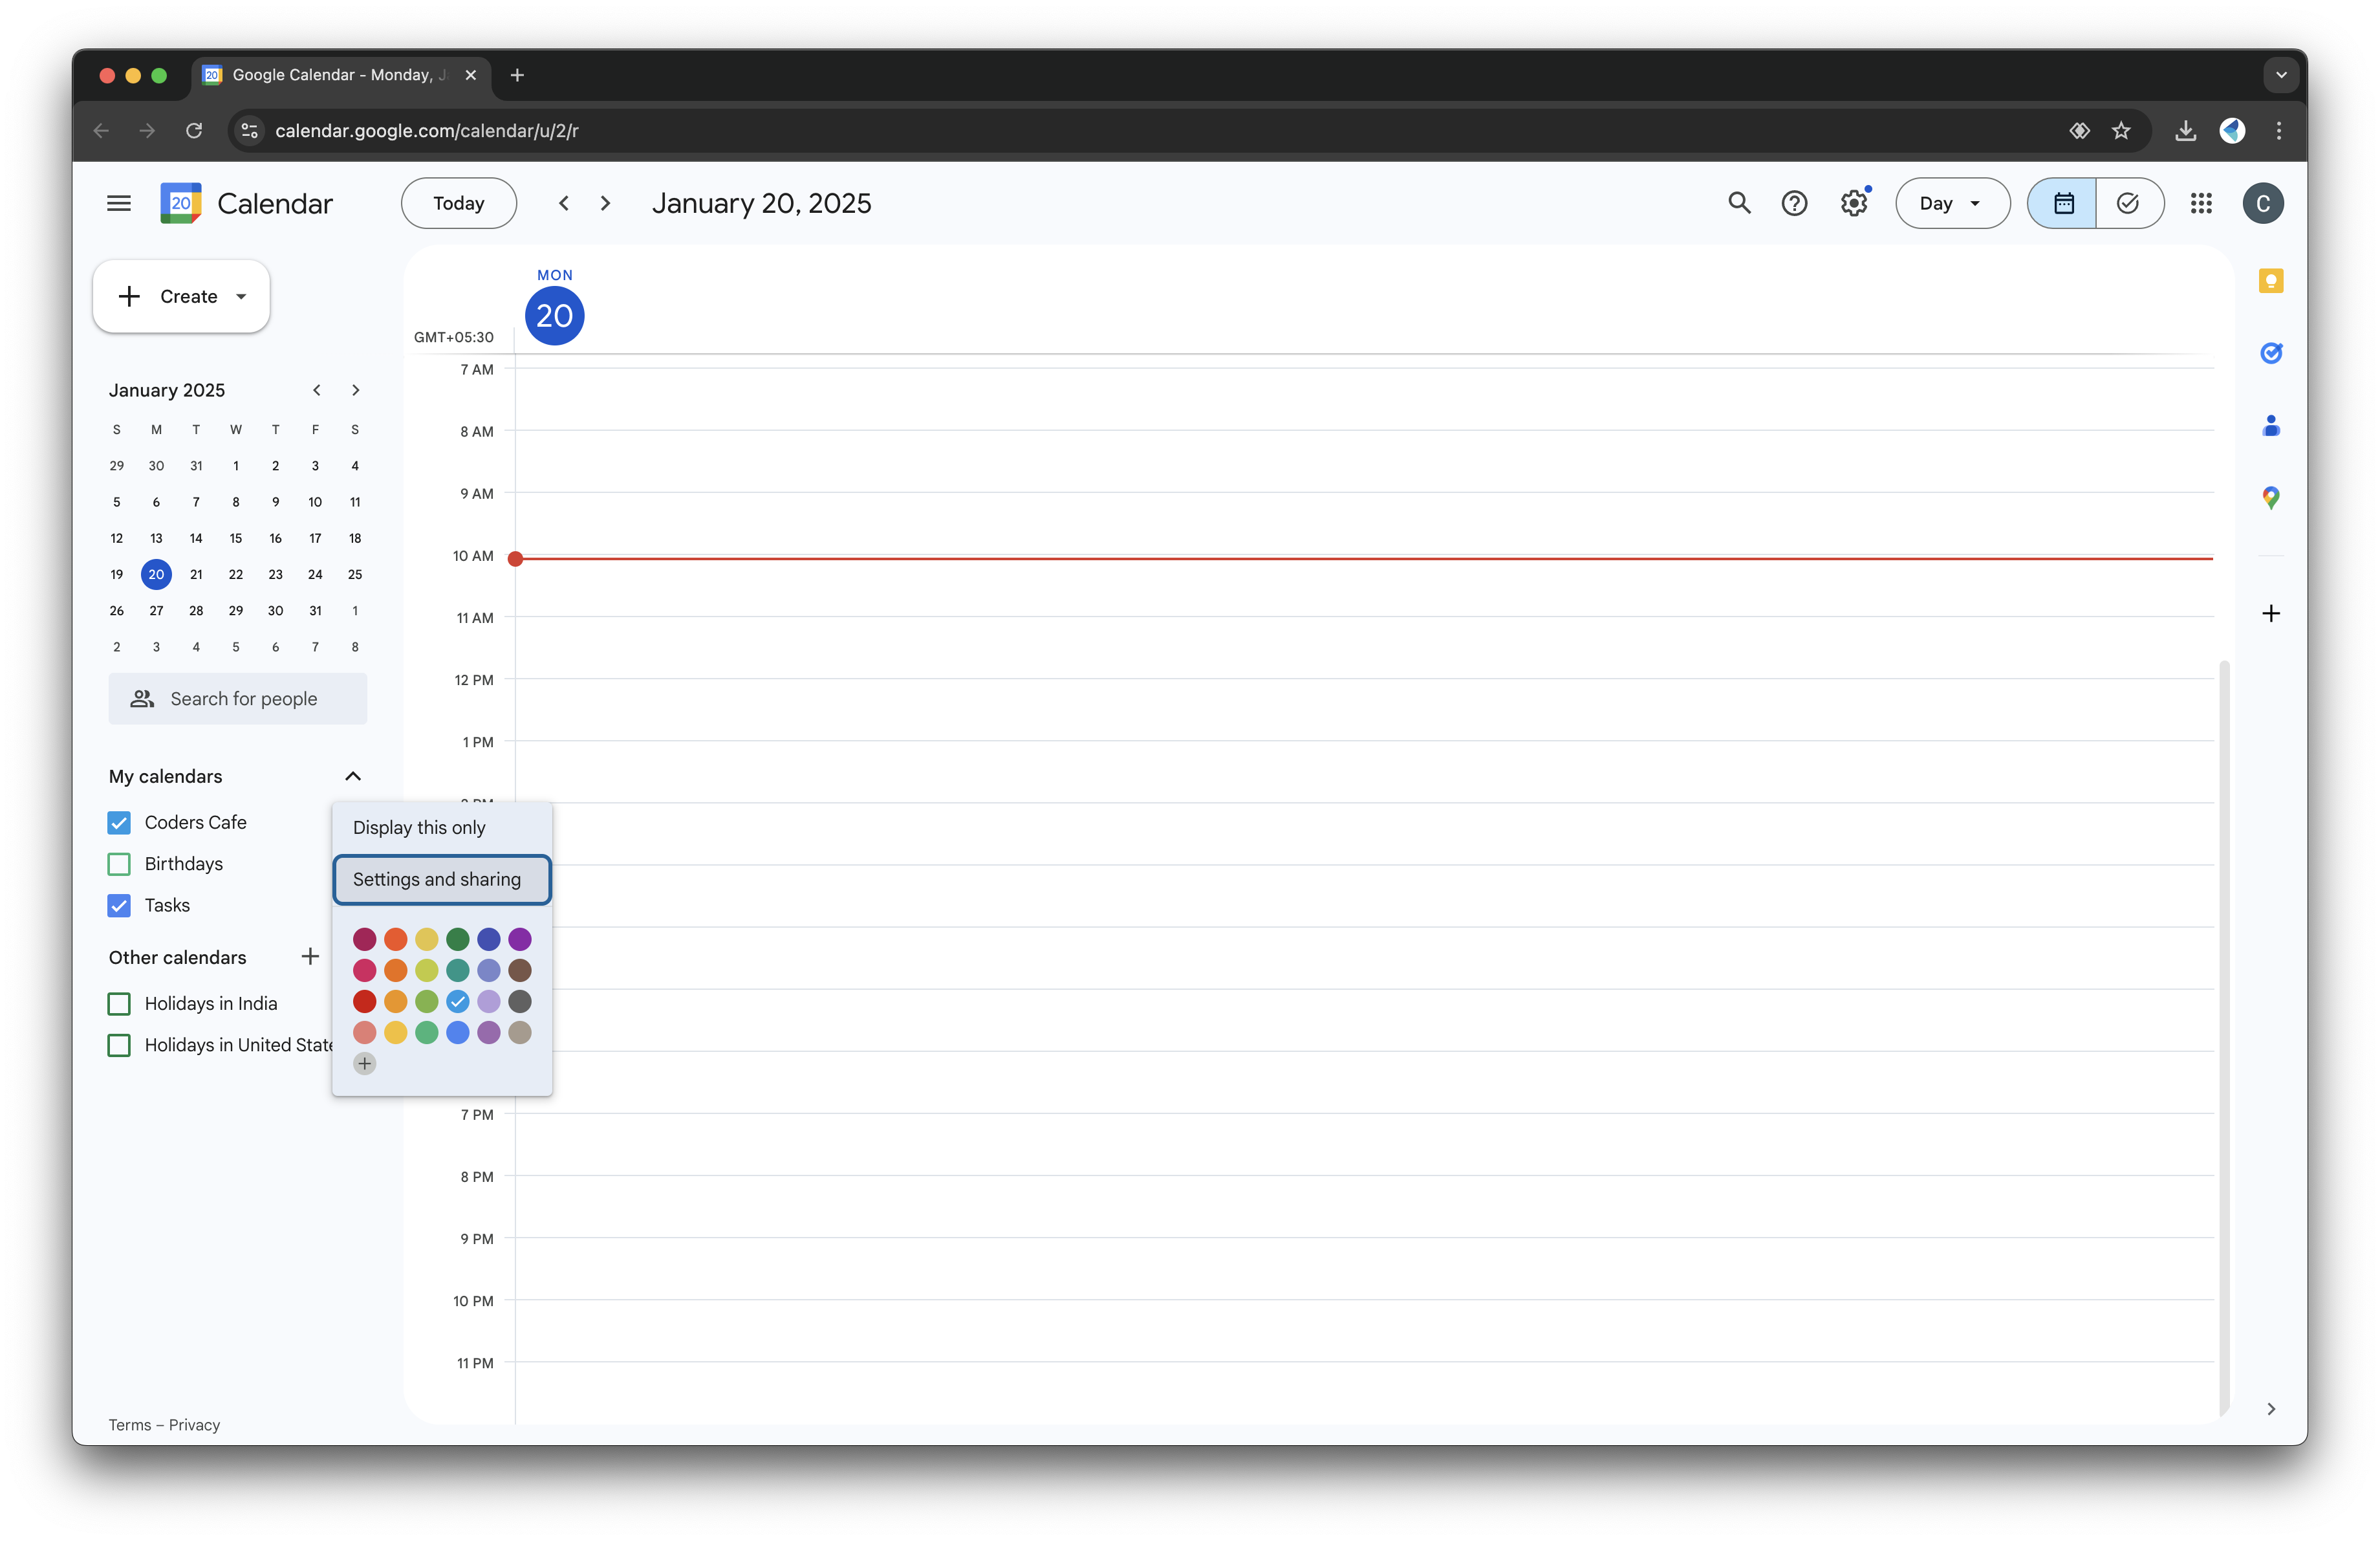 Google Calendar - Monday, J
calendar.google.com/calendar/u/2/r
20
Calendar
Today
January 20, 2025
Day
C
Create
MON
20
GMT+05:30
January 2025
S M T W T F S
29 30 31 1 2 3 4
5 6 7 8 9 10 11
12 13 14 15 16 17 18
19 20 21 22 23 24 25
26 27 28 29 30 31 1
2 3 4 5 6 7 8
Search for people
My calendars
Coders Cafe
Birthdays
Tasks
Other calendars
Holidays in India
Holidays in United State
Display this only
Settings and sharing
7 AM
8 AM
9 AM
10 AM
11 AM
12 PM
1 PM
7 PM
8 PM
9 PM
10 PM
11 PM
Terms – Privacy